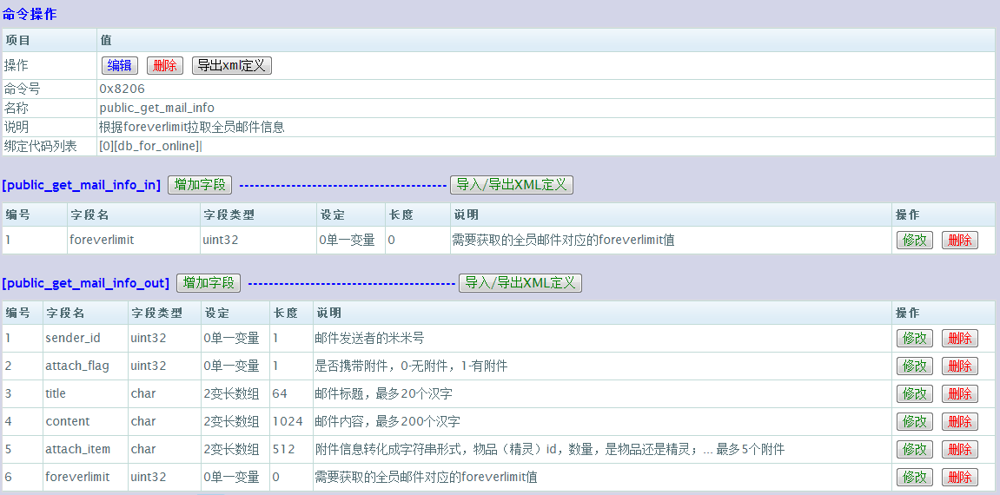 命令操作
项目 值
操作 编辑 删除 导出xml定义
命令号 0x8206
名称 public_get_mail_info
说明 根据foreverlimit拉取全员邮件信息
绑定代码列表 [0][db_for_online]|
[public_get_mail_info_in] 增加字段 ---------------------------------------- 导入/导出XML定义
编号 字段名 字段类型 设定 长度 说明 操作
1 foreverlimit uint32 0单一变量 0 需要获取的全员邮件对应的foreverlimit值 修改 删除
[public_get_mail_info_out] 增加字段 ---------------------------------------- 导入/导出XML定义
编号 字段名 字段类型 设定 长度 说明 操作
1 sender_id uint32 0单一变量 1 邮件发送者的米米号 修改 删除
2 attach_flag uint32 0单一变量 1 是否携带附件，0-无附件，1-有附件 修改 删除
3 title char 2变长数组 64 邮件标题，最多20个汉字 修改 删除
4 content char 2变长数组 1024 邮件内容，最多200个汉字 修改 删除
5 attach_item char 2变长数组 512 附件信息转化成字符串形式，物品（精灵）id，数量，是物品还是精灵；... 最多5个附件 修改 删除
6 foreverlimit uint32 0单一变量 0 需要获取的全员邮件对应的foreverlimit值 修改 删除